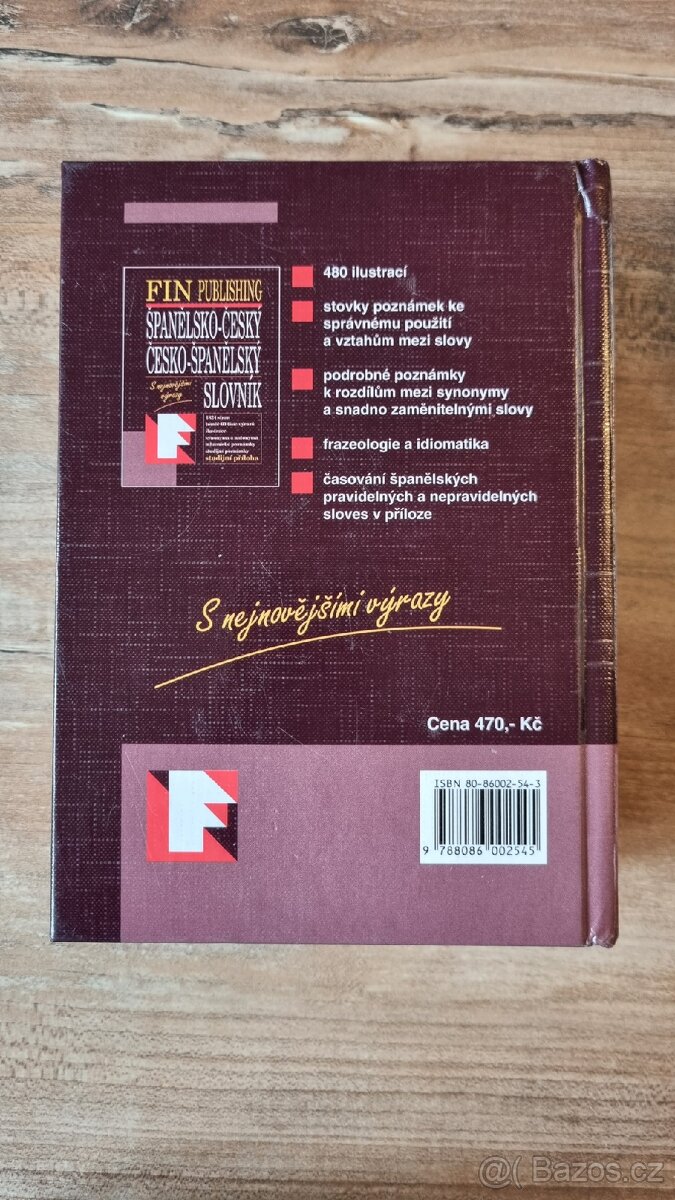 FIN PUBLISHING
ŠPANĚLSKO-ČESKÝ
ČESKO-ŠPANĚLSKÝ
S nejnovějšími
výrazy
SLOVNÍK
studijní příloha
480 ilustrací
stovky poznámek ke
správnému použití
a vztahům mezi slovy
podrobné poznámky
k rozdílům mezi synonymy
a snadno zaměnitelnými slovy
frazeologie a idiomatika
časování španělských
pravidelných a nepravidelných
sloves v příloze
S nejnovějšími výrazy
Cena 470,- Kč
ISBN 80-86002-54-3
9 788086 002545
@( Bazos.cz